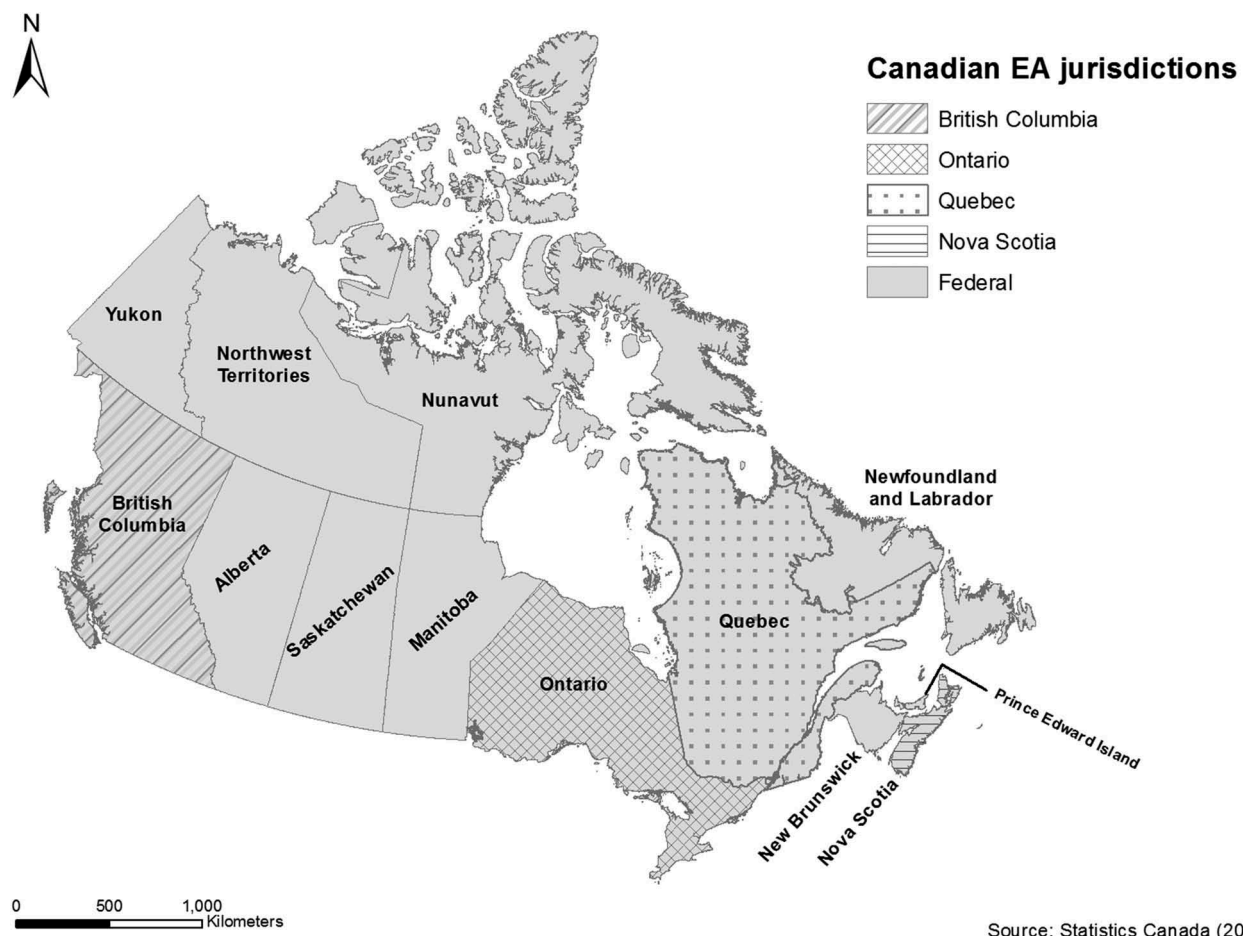 N
Canadian EA jurisdictions
British Columbia
Ontario
Quebec
Nova Scotia
Federal
Yukon
Northwest
Territories
Nunavut
Newfoundland
and Labrador
British
Columbia
Alberta
Saskatchewan
Manitoba
Ontario
Quebec
Prince Edward Island
New Brunswick
Nova Scotia
0 500 1,000
Kilometers
Source: Statistics Canada (20